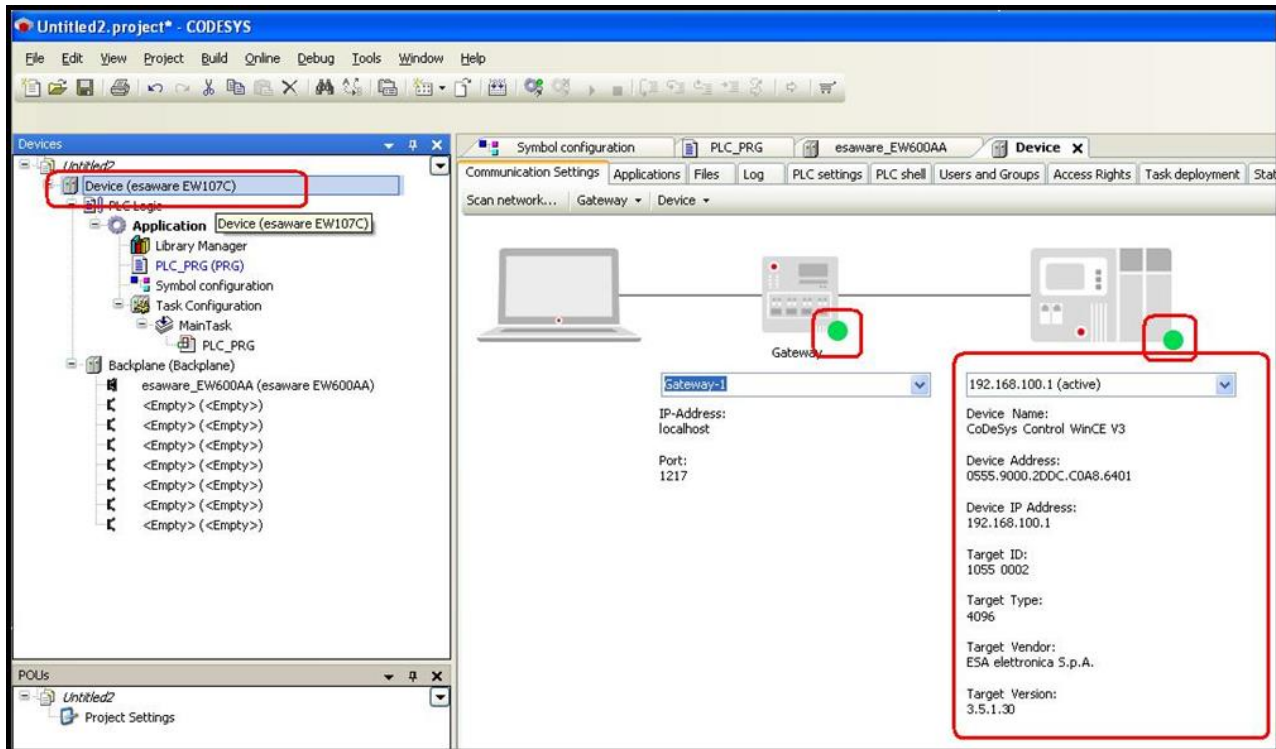 Untitled2.project* - CODESYS
File Edit View Project Build Online Debug Tools Window Help
Devices
Untitled2
Device (esaware EW107C)
PLC Logic
Application
Device (esaware EW107C)
Library Manager
PLC_PRG (PRG)
Symbol configuration
Task Configuration
MainTask
PLC_PRG
Backplane (Backplane)
esaware_EW600AA (esaware EW600AA)
<Empty> (<Empty>)
<Empty> (<Empty>)
<Empty> (<Empty>)
<Empty> (<Empty>)
<Empty> (<Empty>)
<Empty> (<Empty>)
<Empty> (<Empty>)
POUs
Untitled2
Project Settings
Symbol configuration PLC_PRG esaware_EW600AA Device
Communication Settings Applications Files Log PLC settings PLC shell Users and Groups Access Rights Task deployment Stat
Scan network... Gateway Device
Gateway
Gateway-1
IP-Address:
localhost
Port:
1217
192.168.100.1 (active)
Device Name:
CoDeSys Control WinCE V3
Device Address:
0555.9000.2DDC.C0A8.6401
Device IP Address:
192.168.100.1
Target ID:
1055 0002
Target Type:
4096
Target Vendor:
ESA elettronica S.p.A.
Target Version:
3.5.1.30